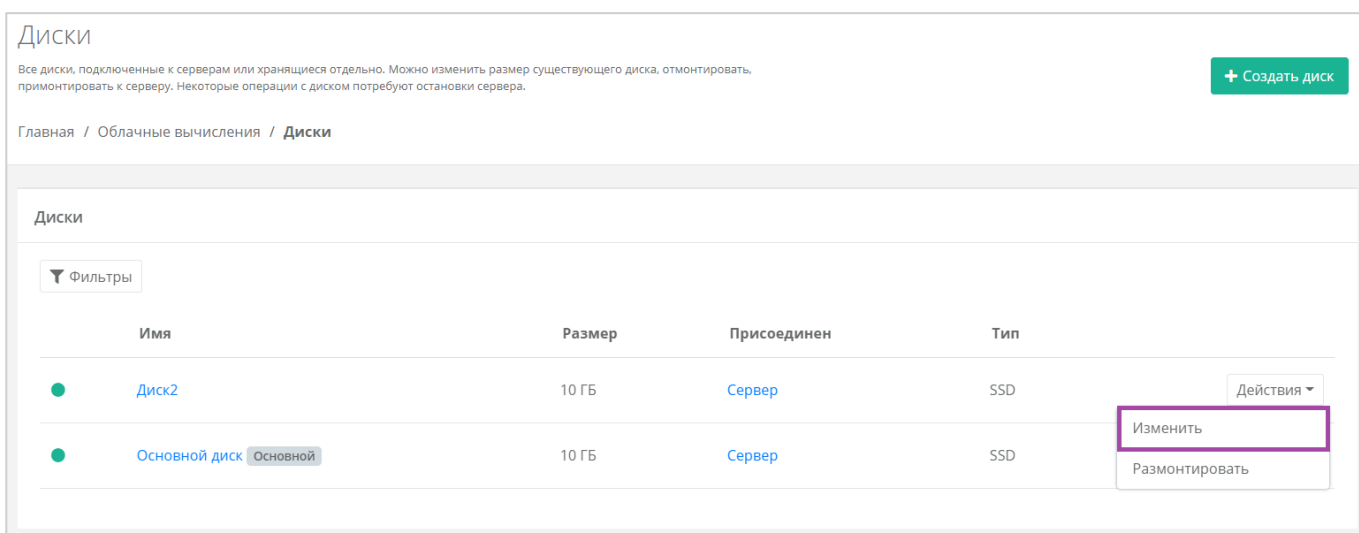 Диски
Все диски, подключенные к серверам или хранящиеся отдельно. Можно изменить размер существующего диска, отмонтировать,
примонтировать к серверу. Некоторые операции с диском потребуют остановки сервера.
+ Создать диск
Главная / Облачные вычисления / Диски
Диски
Фильтры
Имя Размер Присоединен Тип
Диск2 10 ГБ Сервер SSD Действия
Изменить
Основной диск Основной 10 ГБ Сервер SSD
Размонтировать